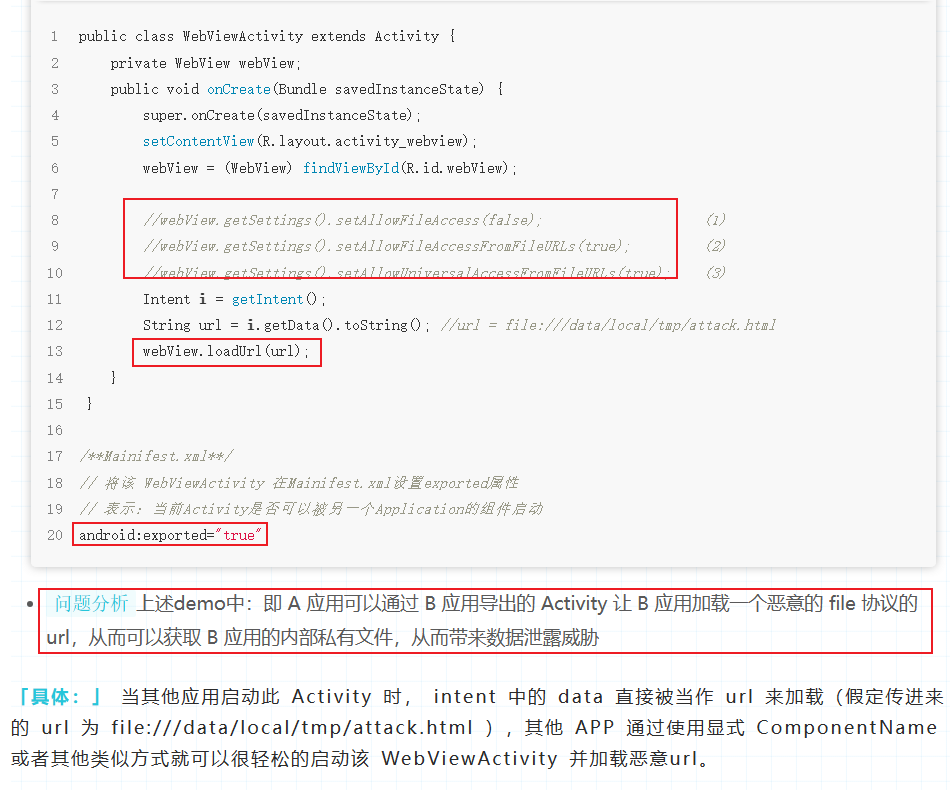 1 public class WebViewActivity extends Activity {
2 private WebView webView;
3 public void onCreate(Bundle savedInstanceState) {
4 super.onCreate(savedInstanceState);
5 setContentView(R.layout.activity_webview);
6 webView = (WebView) findViewById(R.id.webView);
7
8 //webView.getSettings().setAllowFileAccess(false); (1)
9 //webView.getSettings().setAllowFileAccessFromFileURLs(true); (2)
10 //webView.getSettings().setAllowUniversalAccessFromFileURLs(true); (3)
11 Intent i = getIntent();
12 String url = i.getData().toString(); //url = file:///data/local/tmp/attack.html
13 webView.loadUrl(url);
14 }
15 }
16
17 /**Mainifest.xml**/
18 // 将该 WebViewActivity 在Mainifest.xml设置exported属性
19 // 表示：当前Activity是否可以被另一个Application的组件启动
20 android:exported="true"
• 问题分析 上述demo中：即 A 应用可以通过 B 应用导出的 Activity 让 B 应用加载一个恶意的 file 协议的
url，从而可以获取 B 应用的内部私有文件，从而带来数据泄露威胁
「具体：」 当其他应用启动此 Activity 时， intent 中的 data 直接被当作 url 来加载（假定传进来
的 url 为 file:///data/local/tmp/attack.html ）,其他 APP 通过使用显式 ComponentName
或者其他类似方式就可以很轻松的启动该 WebViewActivity 并加载恶意url。